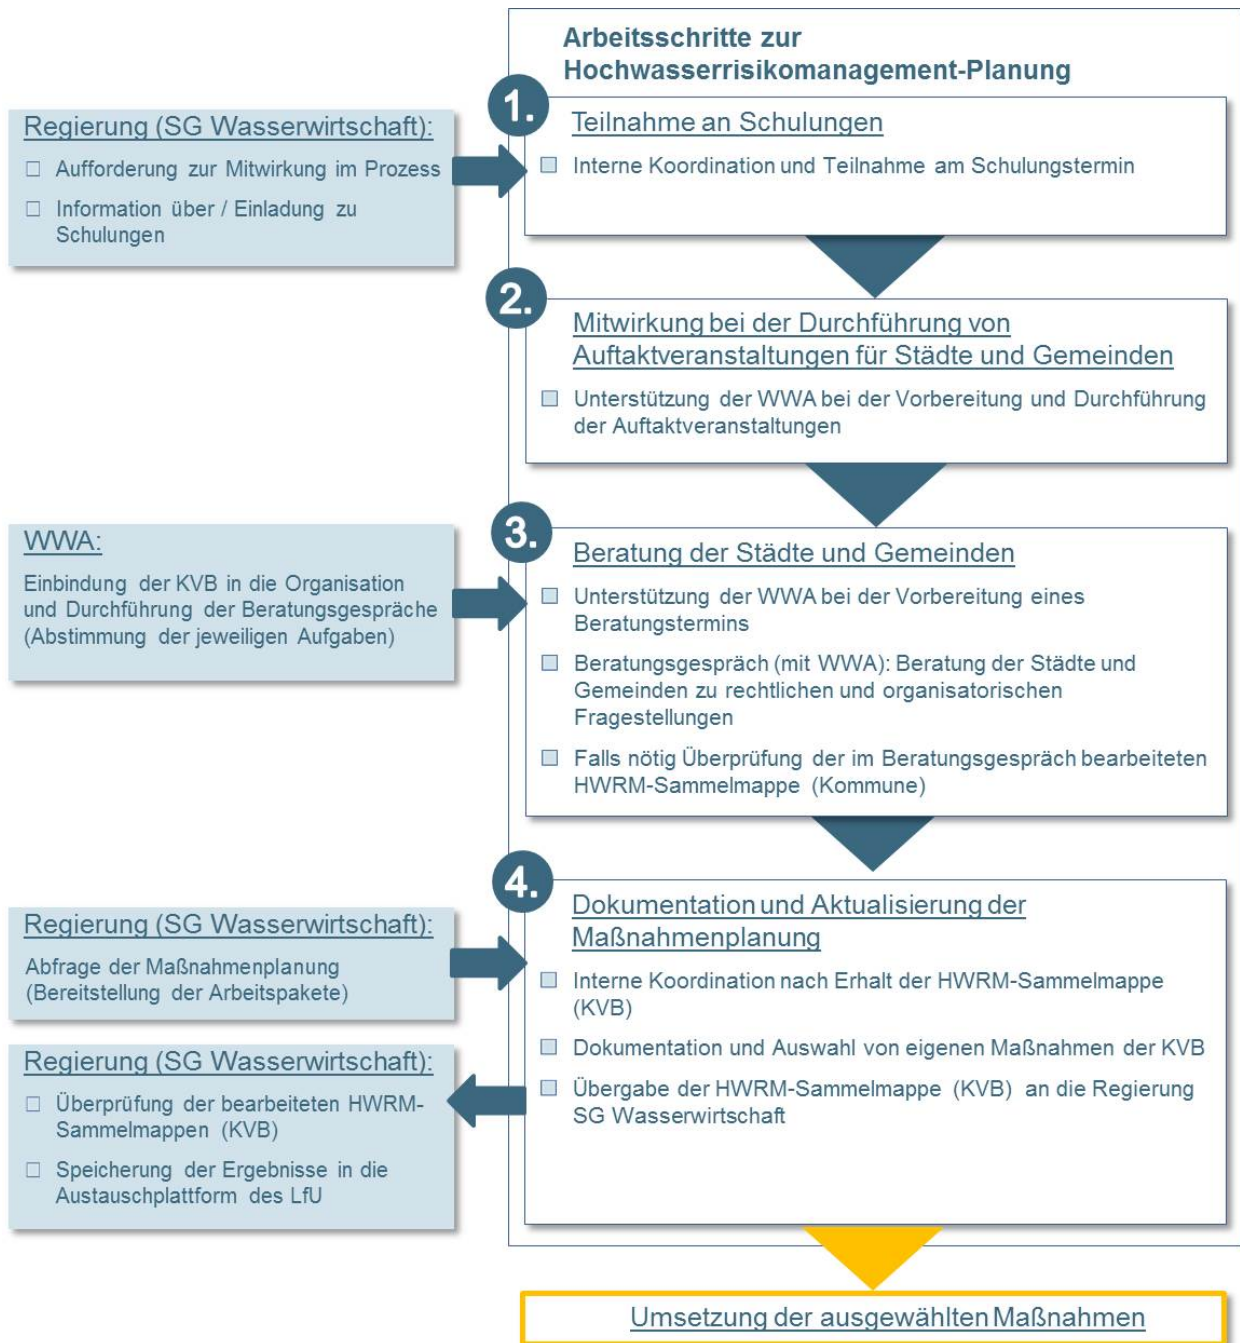 Arbeitsschritte zur
Hochwasserrisikomanagement-Planung
Regierung (SG Wasserwirtschaft):
Aufforderung zur Mitwirkung im Prozess
Information über / Einladung zu
Schulungen
1.
Teilnahme an Schulungen
Interne Koordination und Teilnahme am Schulungstermin
2.
Mitwirkung bei der Durchführung von
Auftaktveranstaltungen für Städte und Gemeinden
Unterstützung der WWA bei der Vorbereitung und Durchführung
der Auftaktveranstaltungen
WWA:
Einbindung der KVB in die Organisation
und Durchführung der Beratungsgespräche
(Abstimmung der jeweiligen Aufgaben)
3.
Beratung der Städte und Gemeinden
Unterstützung der WWA bei der Vorbereitung eines
Beratungstermins
Beratungsgespräch (mit WWA): Beratung der Städte und
Gemeinden zu rechtlichen und organisatorischen
Fragestellungen
Falls nötig Überprüfung der im Beratungsgespräch bearbeiteten
HWRM-Sammelmappe (Kommune)
Regierung (SG Wasserwirtschaft):
Abfrage der Maßnahmenplanung
(Bereitstellung der Arbeitspakete)
4.
Dokumentation und Aktualisierung der
Maßnahmenplanung
Interne Koordination nach Erhalt der HWRM-Sammelmappe
(KVB)
Dokumentation und Auswahl von eigenen Maßnahmen der KVB
Übergabe der HWRM-Sammelmappe (KVB) an die Regierung
SG Wasserwirtschaft
Regierung (SG Wasserwirtschaft):
Überprüfung der bearbeiteten HWRM-
Sammelmappen (KVB)
Speicherung der Ergebnisse in die
Austauschplattform des LfU
Umsetzung der ausgewählten Maßnahmen